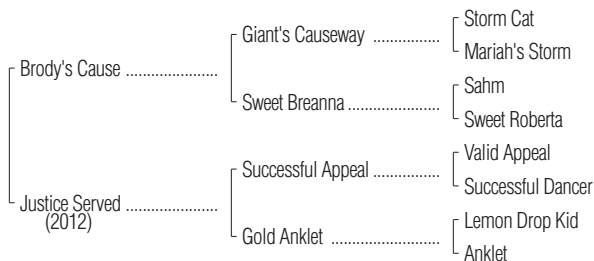 Storm Cat
Giant's Causeway ................
Mariah's Storm
Brody's Cause ......................
Sahm
Sweet Breanna ......................
Sweet Roberta
Valid Appeal
Successful Appeal ................
Successful Dancer
Justice Served ......................
(2012)
Lemon Drop Kid
Gold Anklet ..........................
Anklet